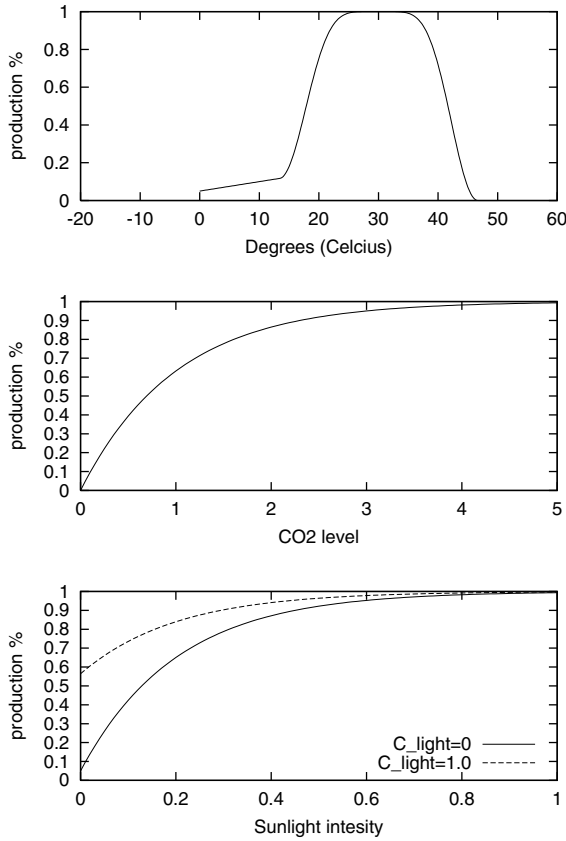 1
0.8
0.6
0.4
0.2
0
production %
-20 -10 0 10 20 30 40 50 60
Degrees (Celcius)
1
0.9
0.8
0.7
0.6
0.5
0.4
0.3
0.2
0.1
0
production %
0 1 2 3 4 5
CO2 level
1
0.9
0.8
0.7
0.6
0.5
0.4
0.3
0.2
0.1
0
production %
C_light=0
C_light=1.0
0 0.2 0.4 0.6 0.8 1
Sunlight intesity